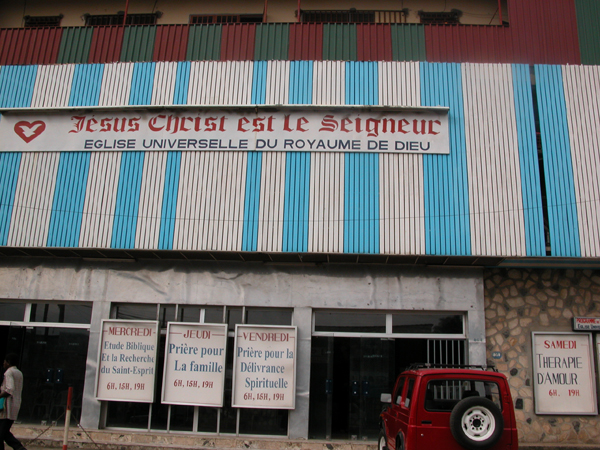 Jesus Christ est le Seigneur
EGLISE UNIVERSELLE DU ROYAUME DE DIEU
MERCREDI
Etude Biblique
Et la Recherche
du Saint-Esprit
6H, 15H, 19H
JEUDI
Prière pour
La famille
6H, 15H, 19H
VENDREDI
Prière pour la
Délivrance
Spirituelle
6H, 15H, 19H
SAMEDI
THERAPIE
D'AMOUR
6H. 19H